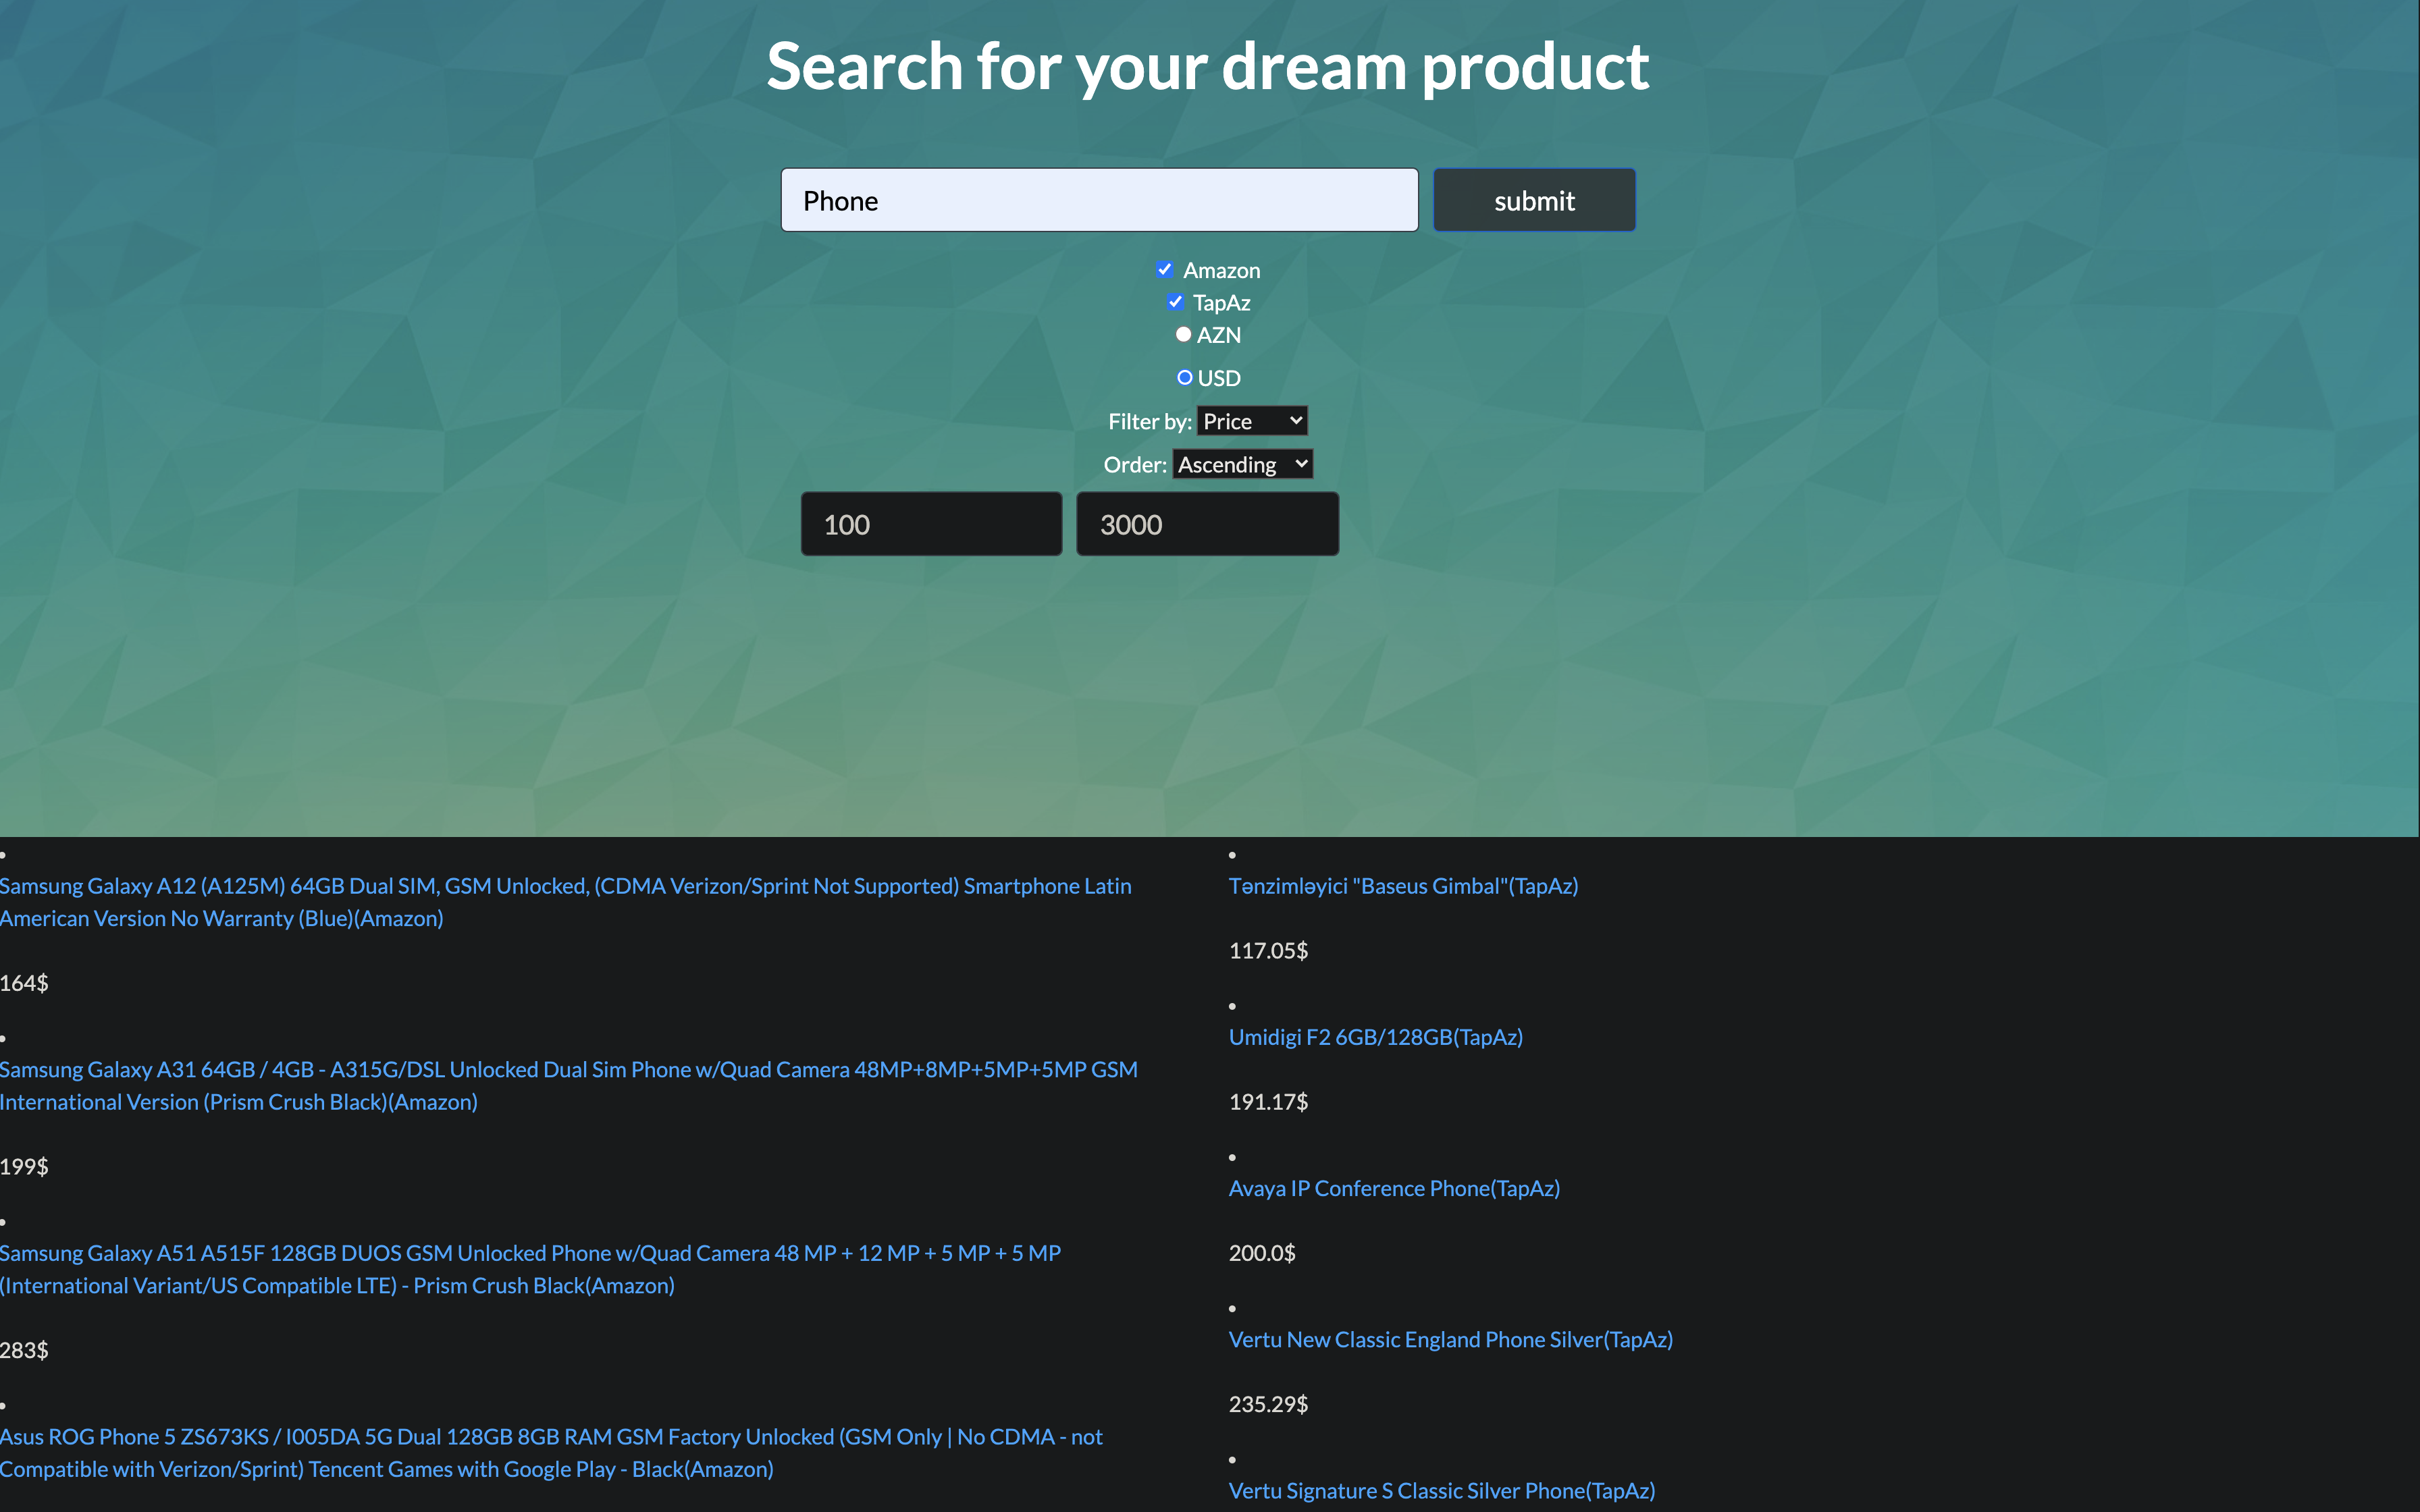 Search for your dream product
Phone
submit
Amazon
TapAz
AZN
USD
Filter by: Price
Order: Ascending
100 3000
Samsung Galaxy A12 (A125M) 64GB Dual SIM, GSM Unlocked, (CDMA Verizon/Sprint Not Supported) Smartphone Latin
American Version No Warranty (Blue)(Amazon)
164$
Samsung Galaxy A31 64GB / 4GB - A315G/DSL Unlocked Dual Sim Phone w/Quad Camera 48MP+8MP+5MP+5MP GSM
International Version (Prism Crush Black)(Amazon)
199$
Samsung Galaxy A51 A515F 128GB DUOS GSM Unlocked Phone w/Quad Camera 48 MP + 12 MP + 5 MP + 5 MP
(International Variant/US Compatible LTE) - Prism Crush Black(Amazon)
283$
Asus ROG Phone 5 ZS673KS / I005DA 5G Dual 128GB 8GB RAM GSM Factory Unlocked (GSM Only | No CDMA - not
Compatible with Verizon/Sprint) Tencent Games with Google Play - Black(Amazon)
Tənzimləyici "Baseus Gimbal"(TapAz)
117.05$
Umidigi F2 6GB/128GB(TapAz)
191.17$
Avaya IP Conference Phone(TapAz)
200.0$
Vertu New Classic England Phone Silver(TapAz)
235.29$
Vertu Signature S Classic Silver Phone(TapAz)